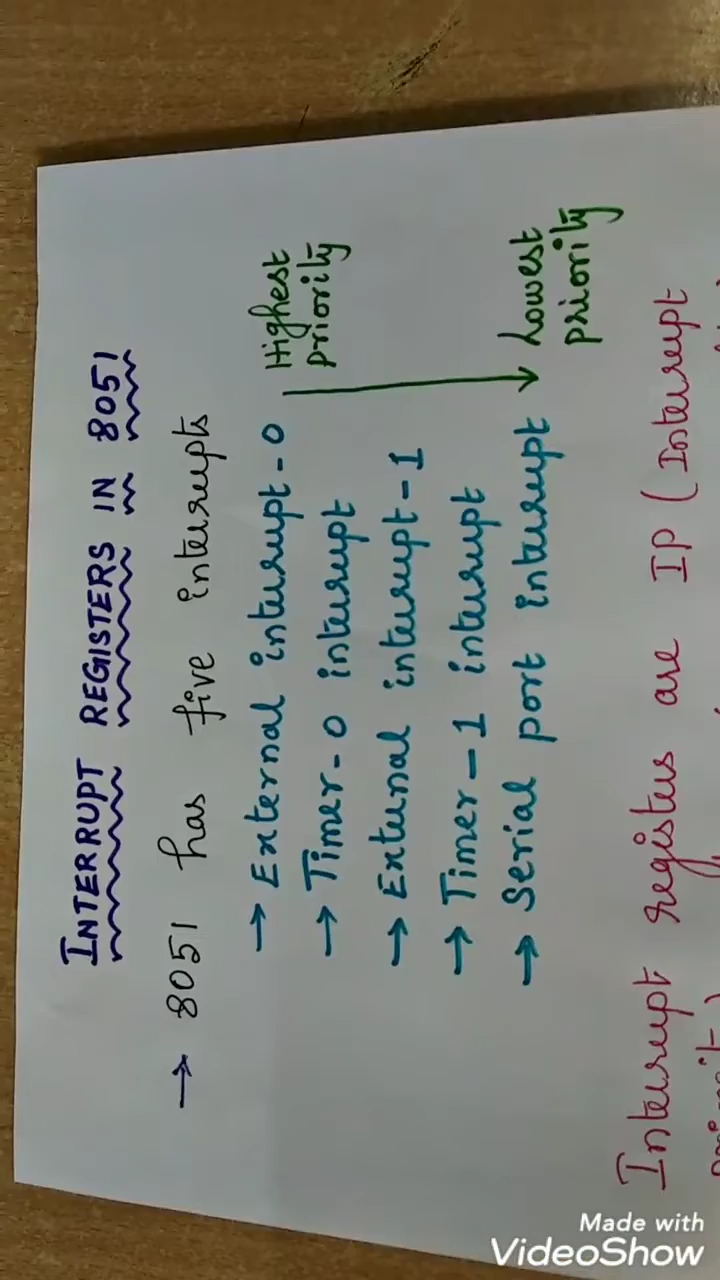 INTERRUPT REGISTERS IN 8051
→ 8051 has five interrupts
→ External interrupt-0 Highest priority
→ Timer-0 interrupt
→ External interrupt-1
→ Timer-1 interrupt
→ Serial port interrupt Lowest priority
Interrupt registers are IP (Interrupt
Made with
VideoShow